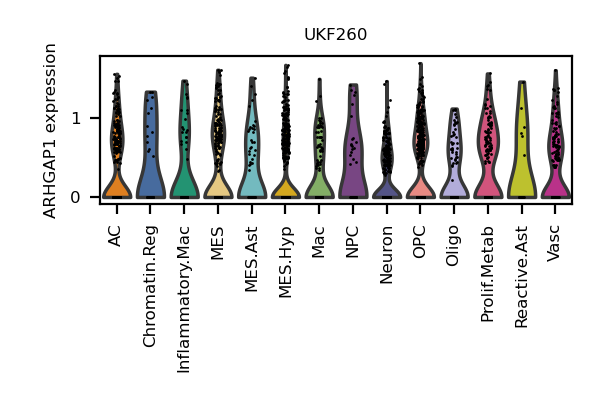 UKF260
ARHGAP1 expression
1
0
AC
Chromatin.Reg
Inflammatory.Mac
MES
MES.Ast
MES.Hyp
Mac
NPC
Neuron
OPC
Oligo
Prolif.Metab
Reactive.Ast
Vasc